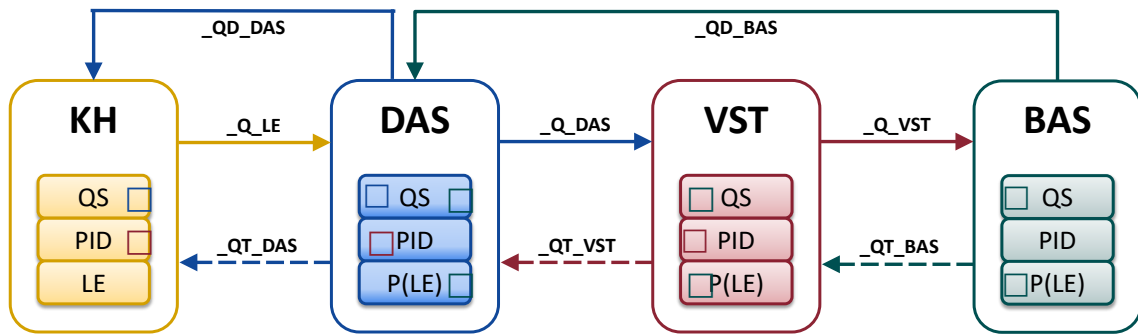 _QD_DAS
_QD_BAS
KH
_Q_LE
DAS
_Q_DAS
VST
_Q_VST
BAS
QS
QS
QS
QS
PID
PID
PID
PID
_QT_DAS
_QT_VST
_QT_BAS
LE
P(LE)
P(LE)
P(LE)